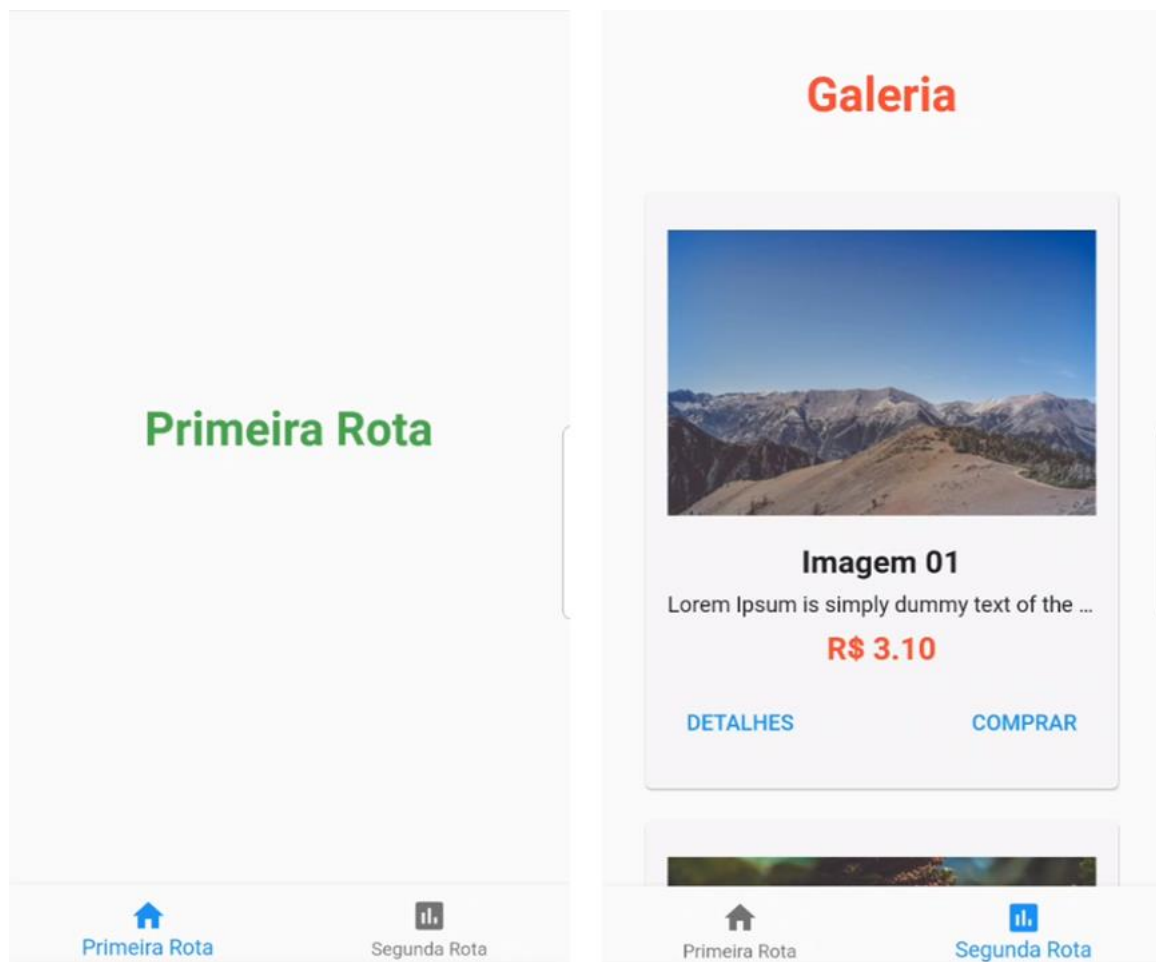 Primeira Rota
Primeira Rota
Segunda Rota
Galeria
Imagem 01
Lorem Ipsum is simply dummy text of the ...
R$ 3.10
DETALHES
COMPRAR
Primeira Rota
Segunda Rota